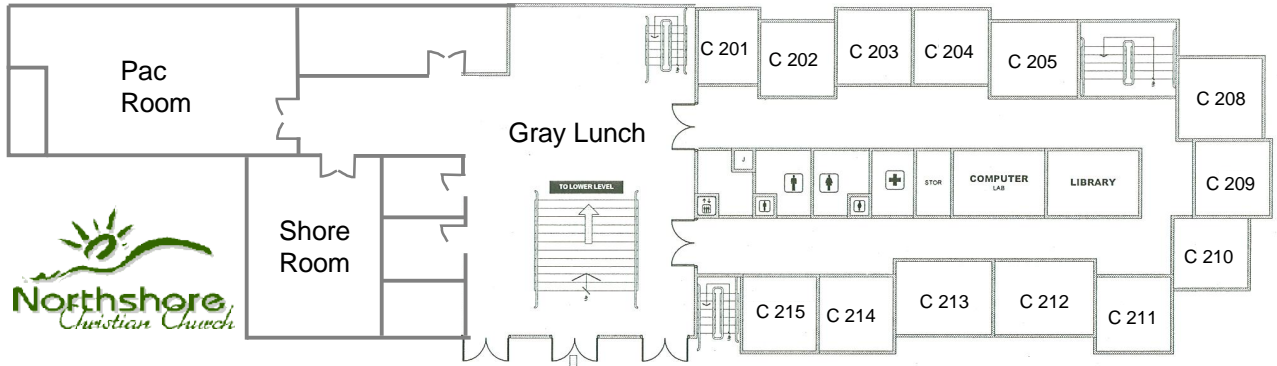 Pac
Room
Gray Lunch
TO LOWER LEVEL
Shore
Room
Northshore
Christian Church
C 201
C 202
C 203
C 204
C 205
C 208
C 209
C 210
C 211
C 212
C 213
C 214
C 215
J
STOR
COMPUTER
LAB
LIBRARY